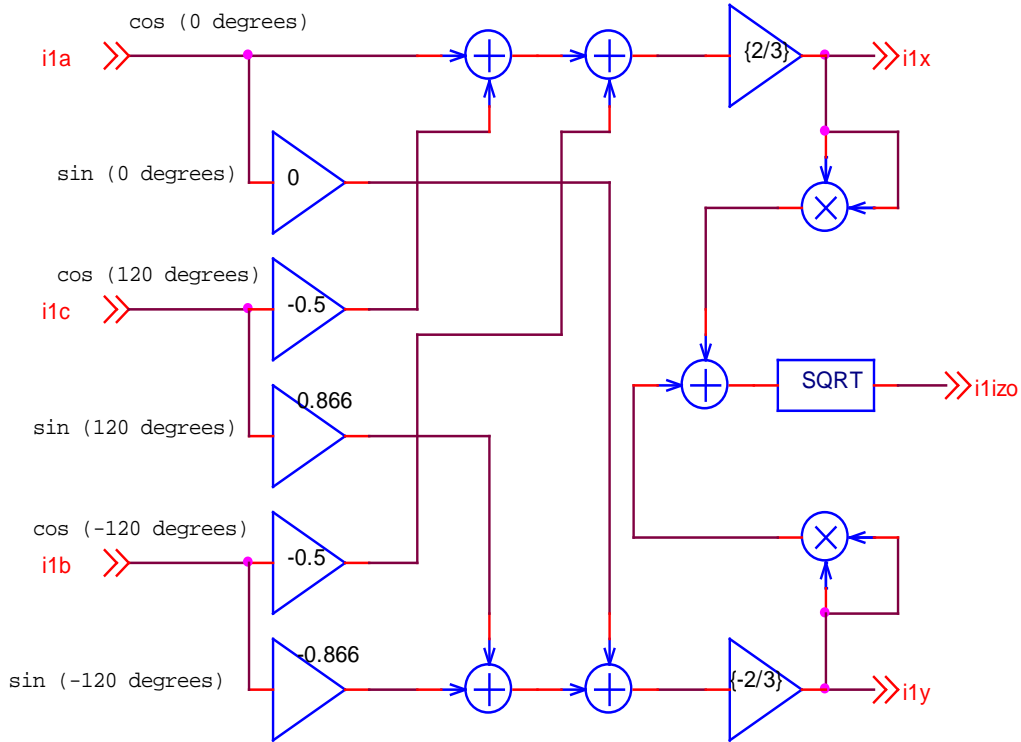 cos (0 degrees)
i1a
{2/3}
i1x
sin (0 degrees)
0
cos (120 degrees)
i1c
-0.5
SQRT
i1izo
0.866
sin (120 degrees)
cos (-120 degrees)
i1b
-0.5
-0.866
sin (-120 degrees)
{-2/3}
i1y